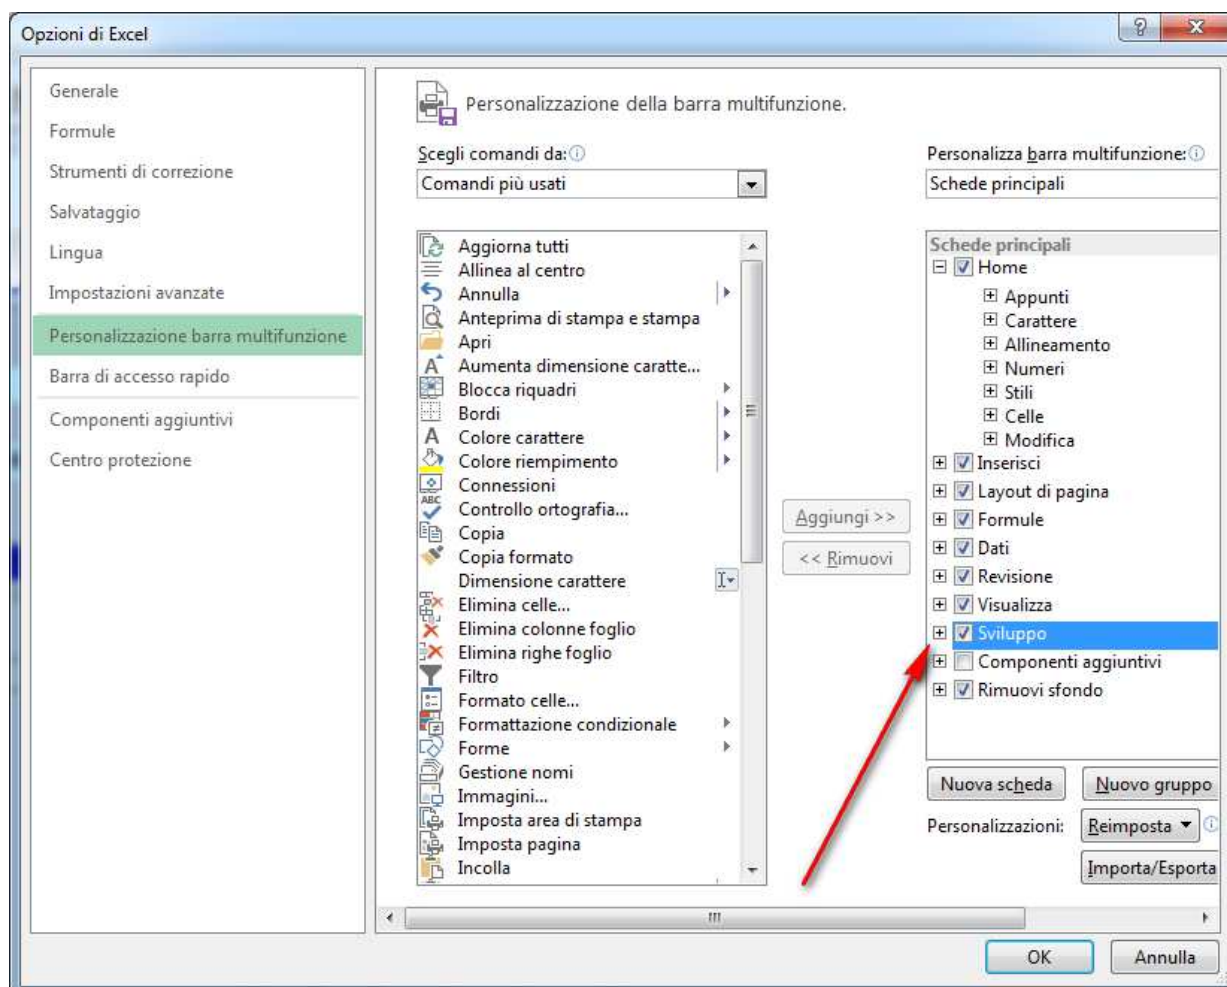 Opzioni di Excel
Generale
Formule
Strumenti di correzione
Salvataggio
Lingua
Impostazioni avanzate
Personalizzazione barra multifunzione
Barra di accesso rapido
Componenti aggiuntivi
Centro protezione
Personalizzazione della barra multifunzione.
Scegli comandi da:
Comandi più usati
Aggiorna tutti
Allinea al centro
Annulla
Anteprima di stampa e stampa
Apri
Aumenta dimensione caratte...
Blocca riquadri
Bordi
Colore carattere
Colore riempimento
Connessioni
Controllo ortografia...
Copia
Copia formato
Dimensione carattere
Elimina celle...
Elimina colonne foglio
Elimina righe foglio
Filtro
Formato celle...
Formattazione condizionale
Forme
Gestione nomi
Immagini...
Imposta area di stampa
Imposta pagina
Incolla
Aggiungi >>
<< Rimuovi
Personalizza barra multifunzione:
Schede principali
Schede principali
Home
Appunti
Carattere
Allineamento
Numeri
Stili
Celle
Modifica
Inserisci
Layout di pagina
Formule
Dati
Revisione
Visualizza
Sviluppo
Componenti aggiuntivi
Rimuovi sfondo
Nuova scheda
Nuovo gruppo
Personalizzazioni:
Reimposta
Importa/Esporta
OK
Annulla